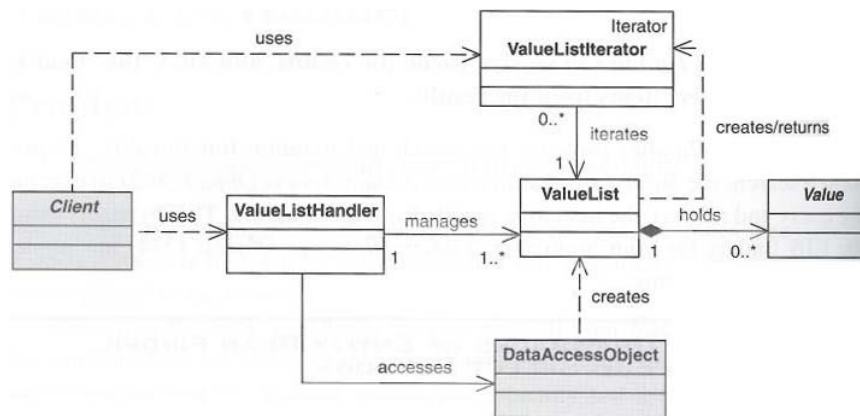 Iterator
uses
ValueListIterator
0..*
iterates
creates/returns
1
Client
uses
ValueListHandler
manages
ValueList
holds
Value
1
1..*
1
0..*
creates
DataAccessObject
accesses